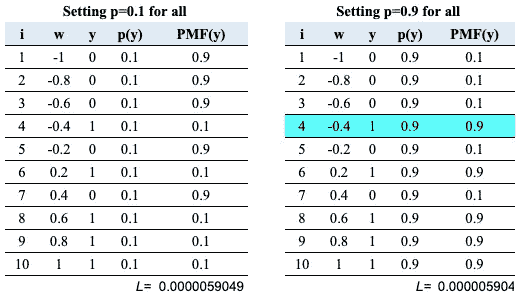 Setting p=0.1 for all
i w y p(y) PMF(y)
1 -1 0 0.1 0.9
2 -0.8 0 0.1 0.9
3 -0.6 0 0.1 0.9
4 -0.4 1 0.1 0.1
5 -0.2 0 0.1 0.9
6 0.2 1 0.1 0.1
7 0.4 0 0.1 0.9
8 0.6 1 0.1 0.1
9 0.8 1 0.1 0.1
10 1 1 0.1 0.1
L= 0.0000059049
Setting p=0.9 for all
i w y p(y) PMF(y)
1 -1 0 0.9 0.1
2 -0.8 0 0.9 0.1
3 -0.6 0 0.9 0.1
4 -0.4 1 0.9 0.9
5 -0.2 0 0.9 0.1
6 0.2 1 0.9 0.9
7 0.4 0 0.9 0.1
8 0.6 1 0.9 0.9
9 0.8 1 0.9 0.9
10 1 1 0.9 0.9
L= 0.000005904